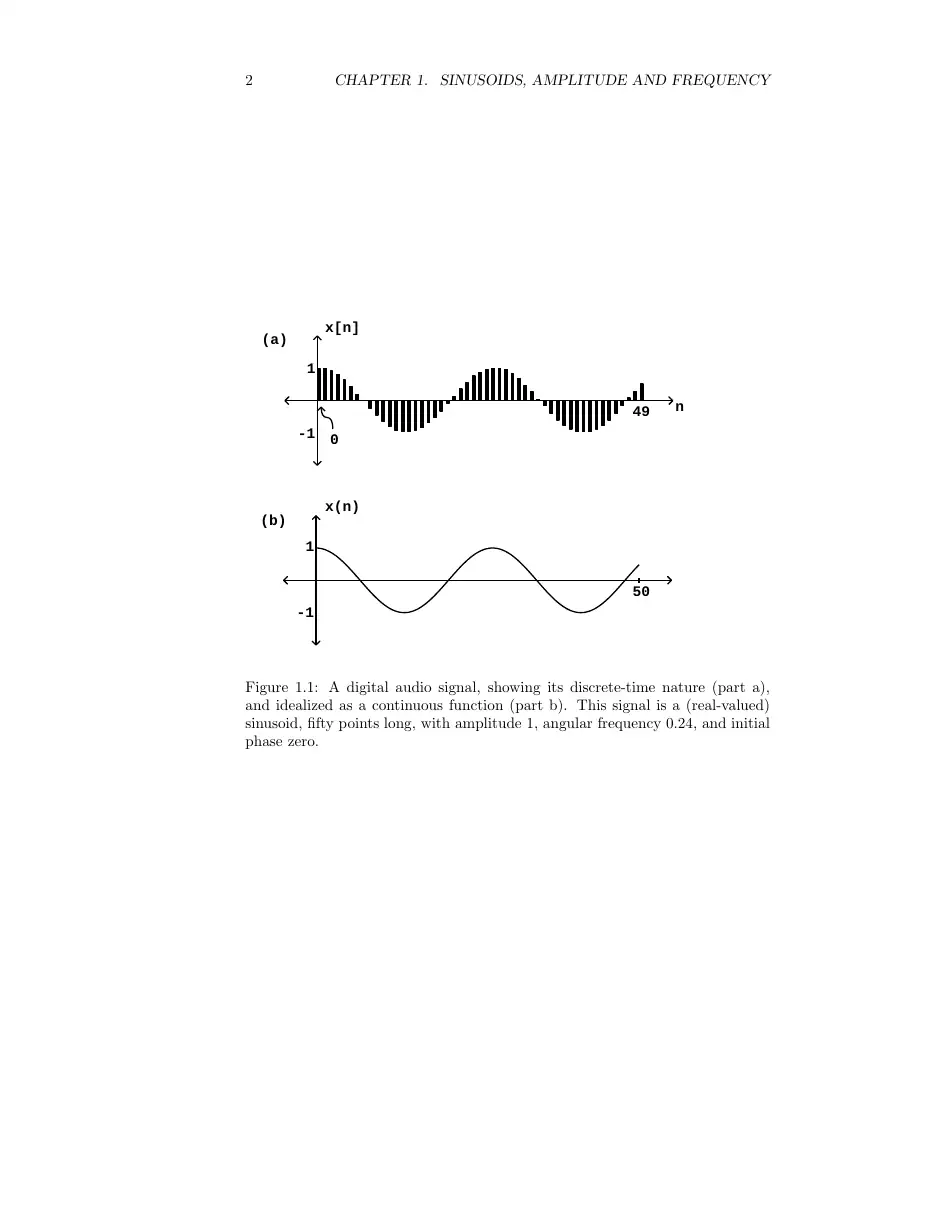 2 CHAPTER 1. SINUSOIDS, AMPLITUDE AND FREQUENCY
x[n]
(a)
1
49
n
-1
0
x(n)
(b)
1
50
-1
Figure 1.1: A digital audio signal, showing its discrete-time nature (part a),
and idealized as a continuous function (part b). This signal is a (real-valued)
sinusoid, fifty points long, with amplitude 1, angular frequency 0.24, and initial
phase zero.